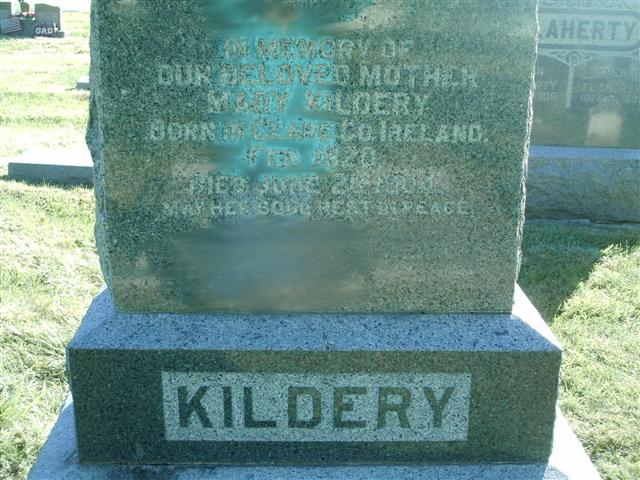 IN MEMORY OF
OUR BELOVED MOTHER
MARY KILDERY
BORN IN CLARE CO. IRELAND,
FEB. 1820.
DIED JUNE 20,
MAY HER SOUL REST IN PEACE.
KILDERY
AHERTY
DAD